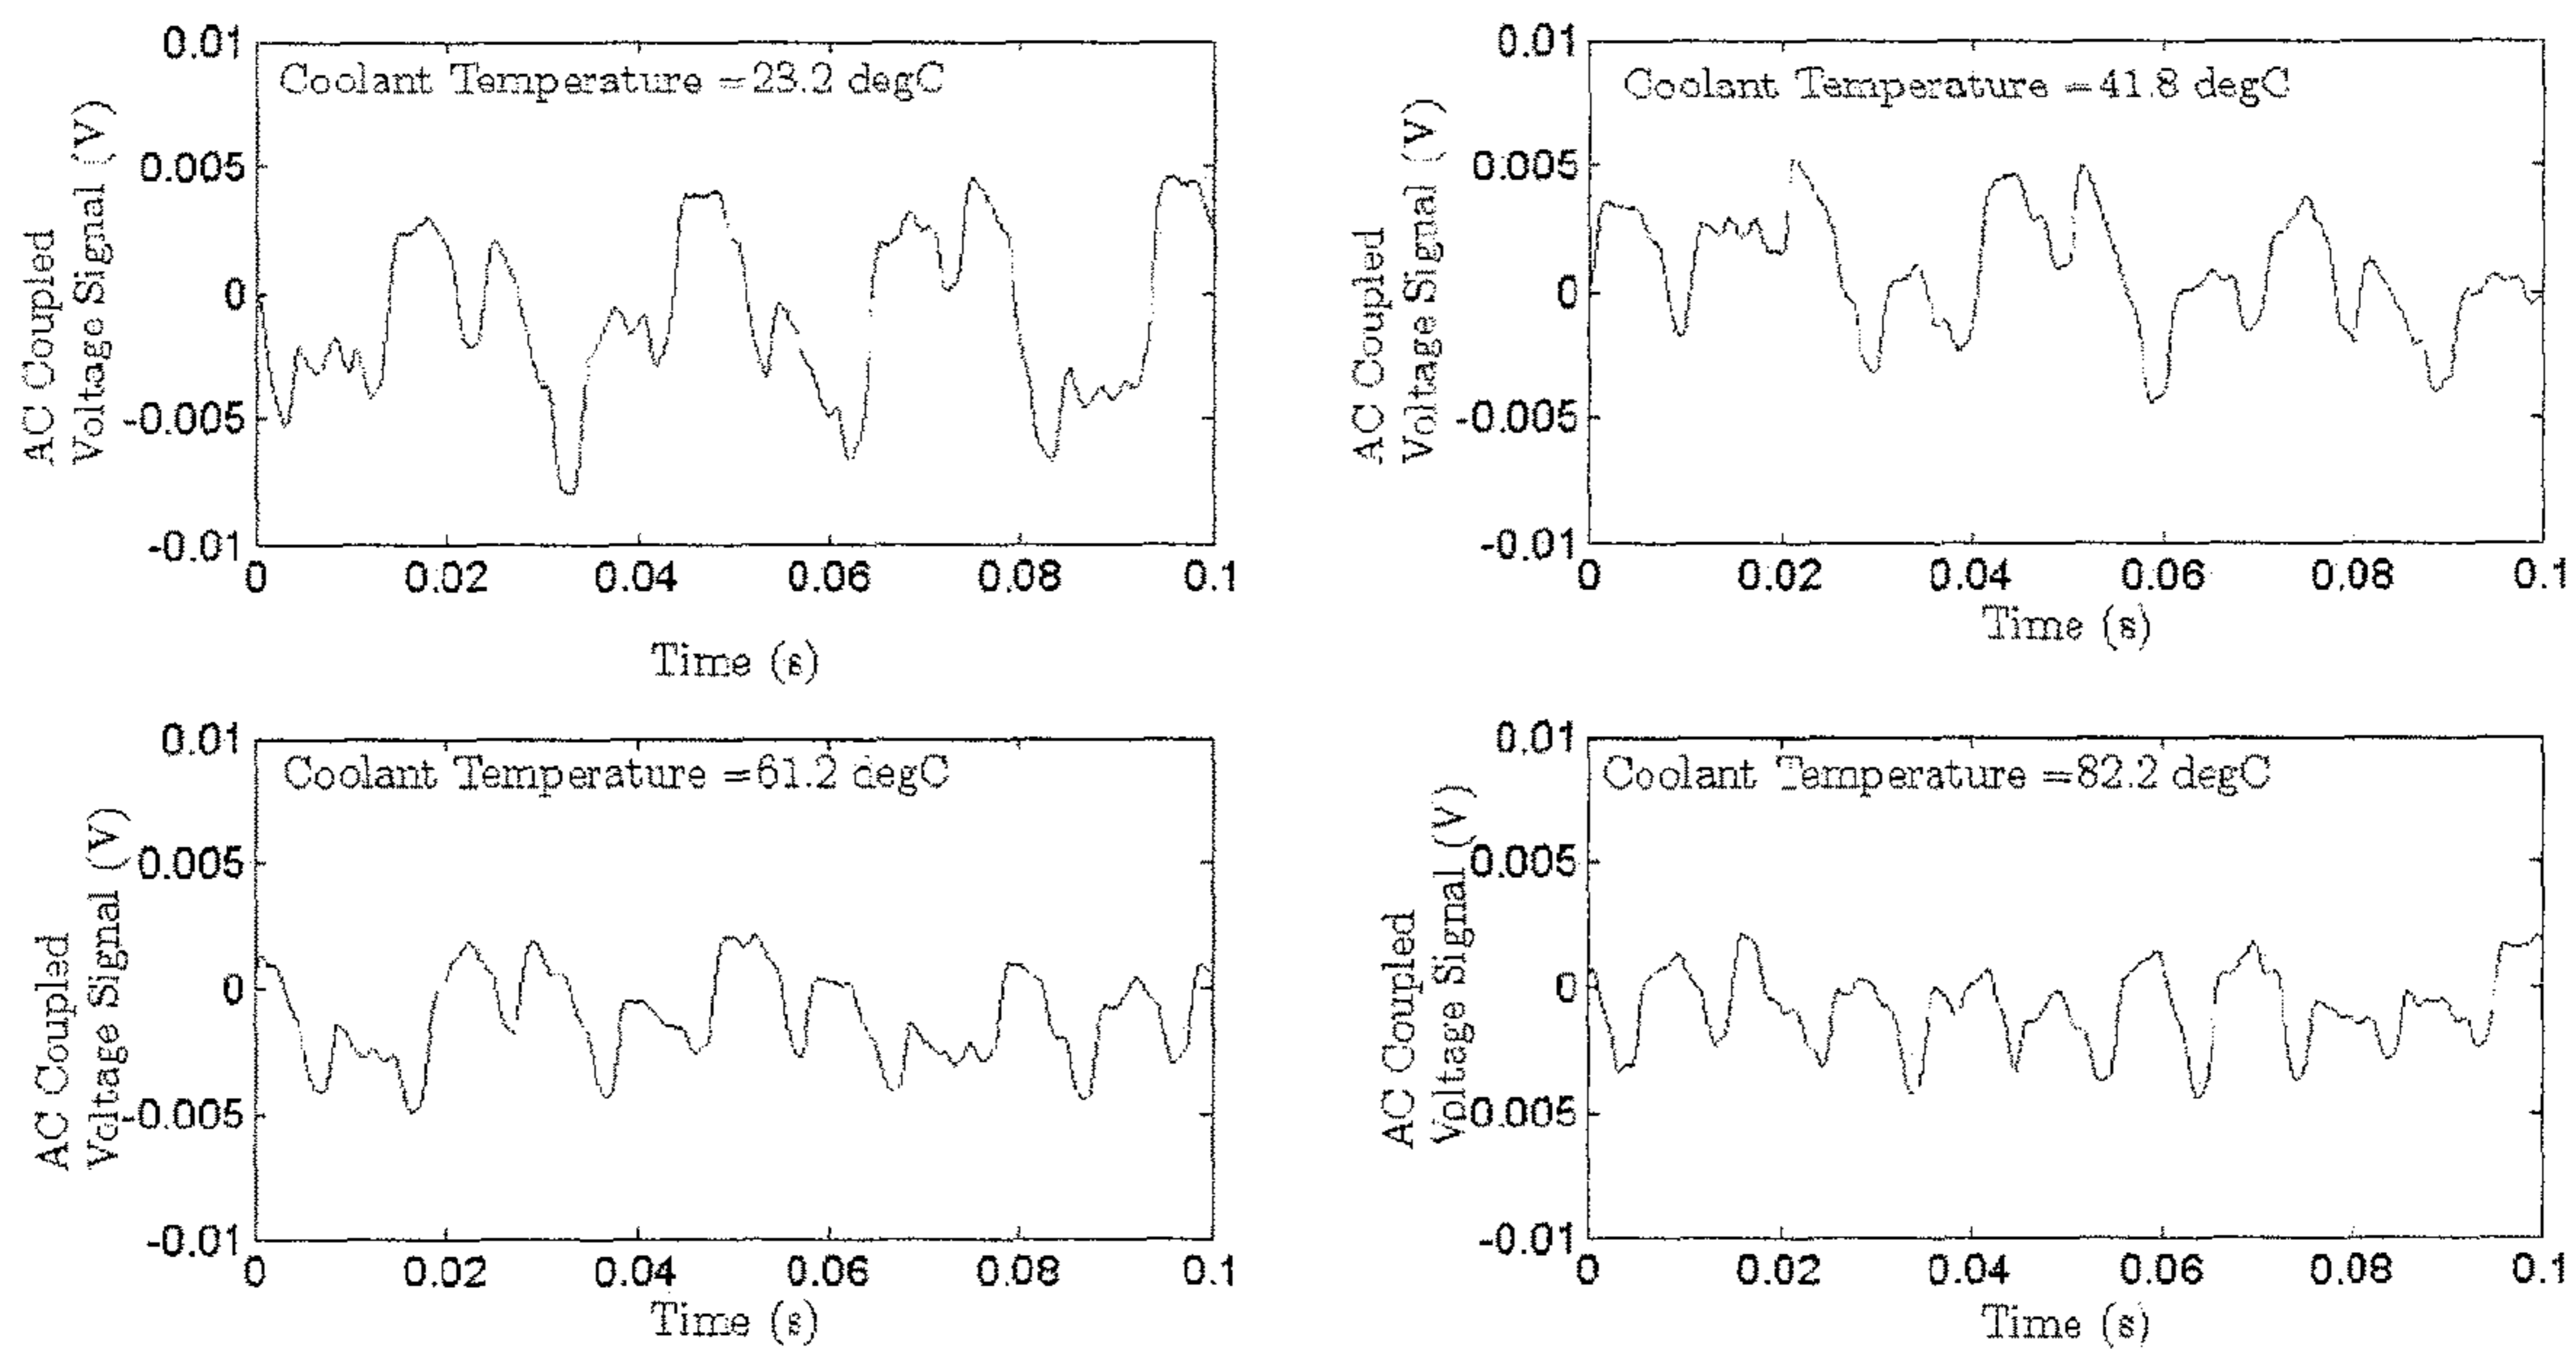 0.01
Coolant Temperature =23.2 degC
0.005
0
-0.005
-0.01
AC Coupled
Voltage Signal (V)
0 0.02 0.04 0.06 0.08 0.1
Time (s)
0.01
Coolant Temperature =41.8 degC
0.005
0
-0.005
-0.01
AC Coupled
Voltage Signal (V)
0 0.02 0.04 0.06 0.08 0.1
Time (s)
0.01
Coolant Temperature =61.2 degC
0.005
0
-0.005
-0.01
AC Coupled
Voltage Signal (V)
0 0.02 0.04 0.06 0.08 0.1
Time (s)
0.01
Coolant Temperature =82.2 degC
0.005
0
-0.005
-0.01
AC Coupled
Voltage Signal (V)
0 0.02 0.04 0.06 0.08 0.1
Time (s)